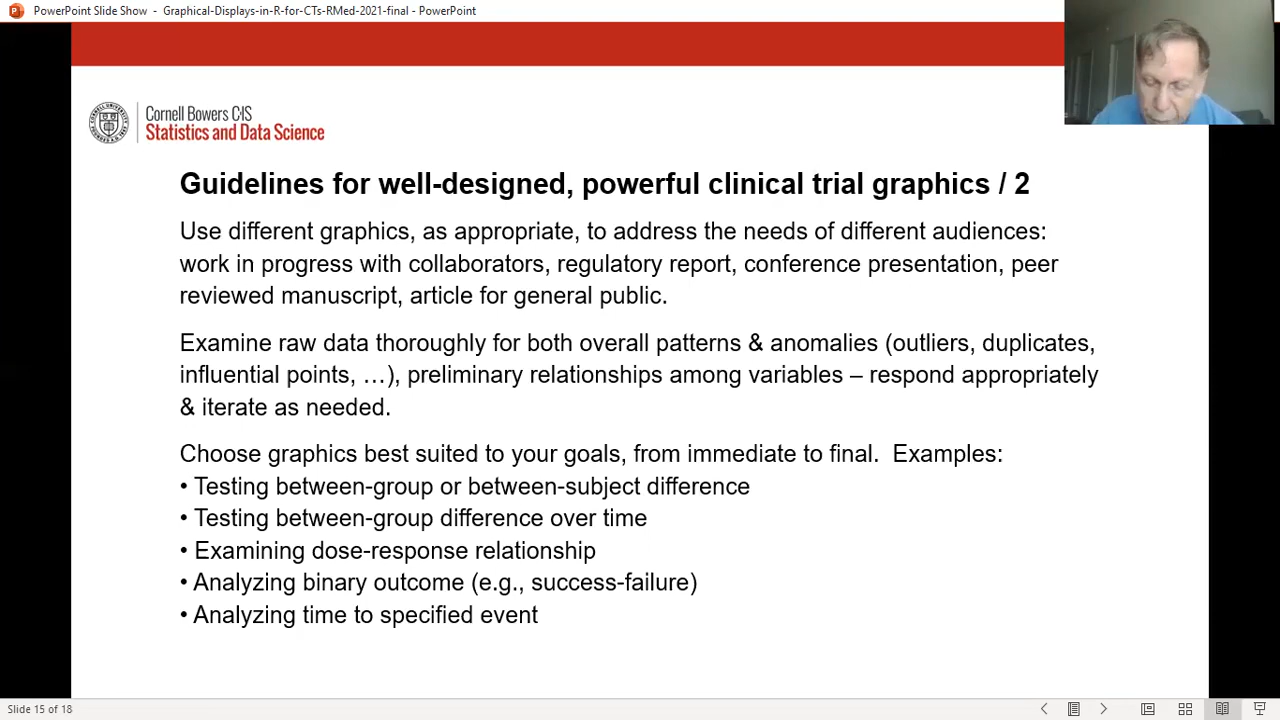 PowerPoint Slide Show - Graphical-Displays-in-R-for-CTs-RMed-2021-final - PowerPoint
Cornell Bowers C·IS
Statistics and Data Science
Guidelines for well-designed, powerful clinical trial graphics / 2
Use different graphics, as appropriate, to address the needs of different audiences:
work in progress with collaborators, regulatory report, conference presentation, peer
reviewed manuscript, article for general public.
Examine raw data thoroughly for both overall patterns & anomalies (outliers, duplicates,
influential points, …), preliminary relationships among variables – respond appropriately
& iterate as needed.
Choose graphics best suited to your goals, from immediate to final. Examples:
• Testing between-group or between-subject difference
• Testing between-group difference over time
• Examining dose-response relationship
• Analyzing binary outcome (e.g., success-failure)
• Analyzing time to specified event
Slide 15 of 18